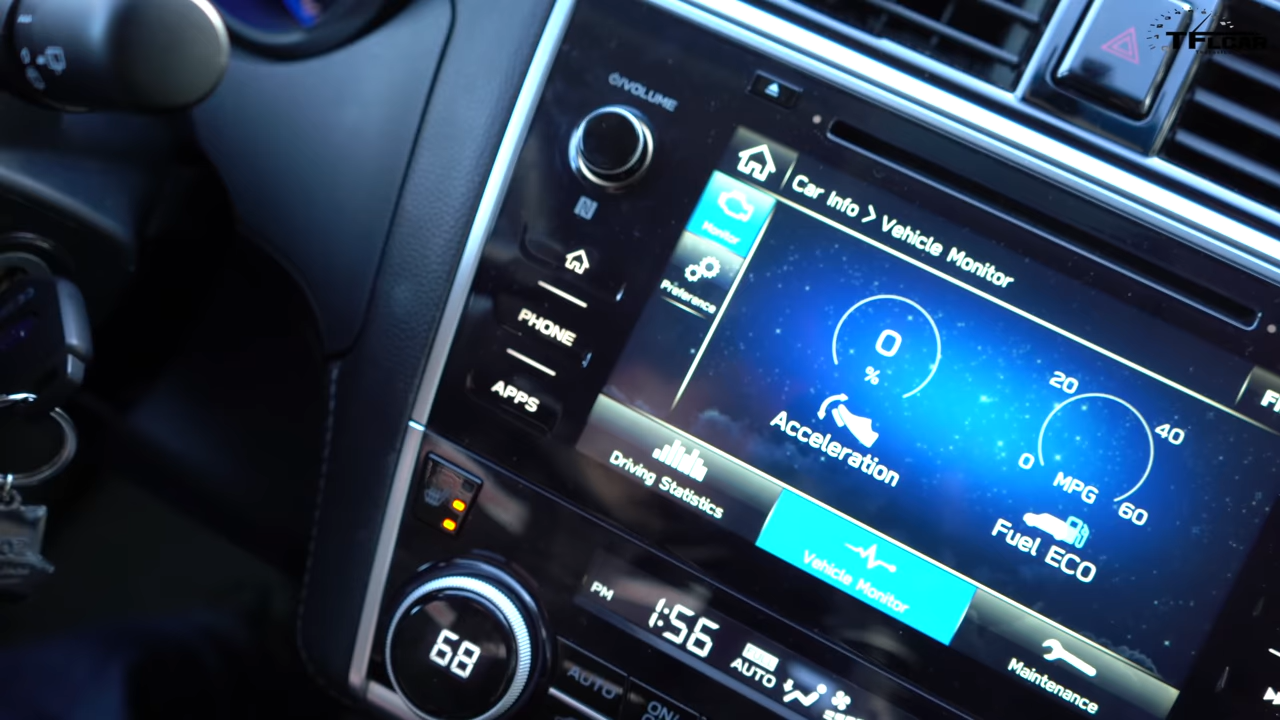 TFLCAR
⏻/VOLUME
Car Info > Vehicle Monitor
Monitor
Preference
PHONE
APPS
0
%
Acceleration
20
40
0
MPG
60
Fuel ECO
Driving Statistics
Vehicle Monitor
Maintenance
PM
1:56
AUTO
68
AUTO
ON/